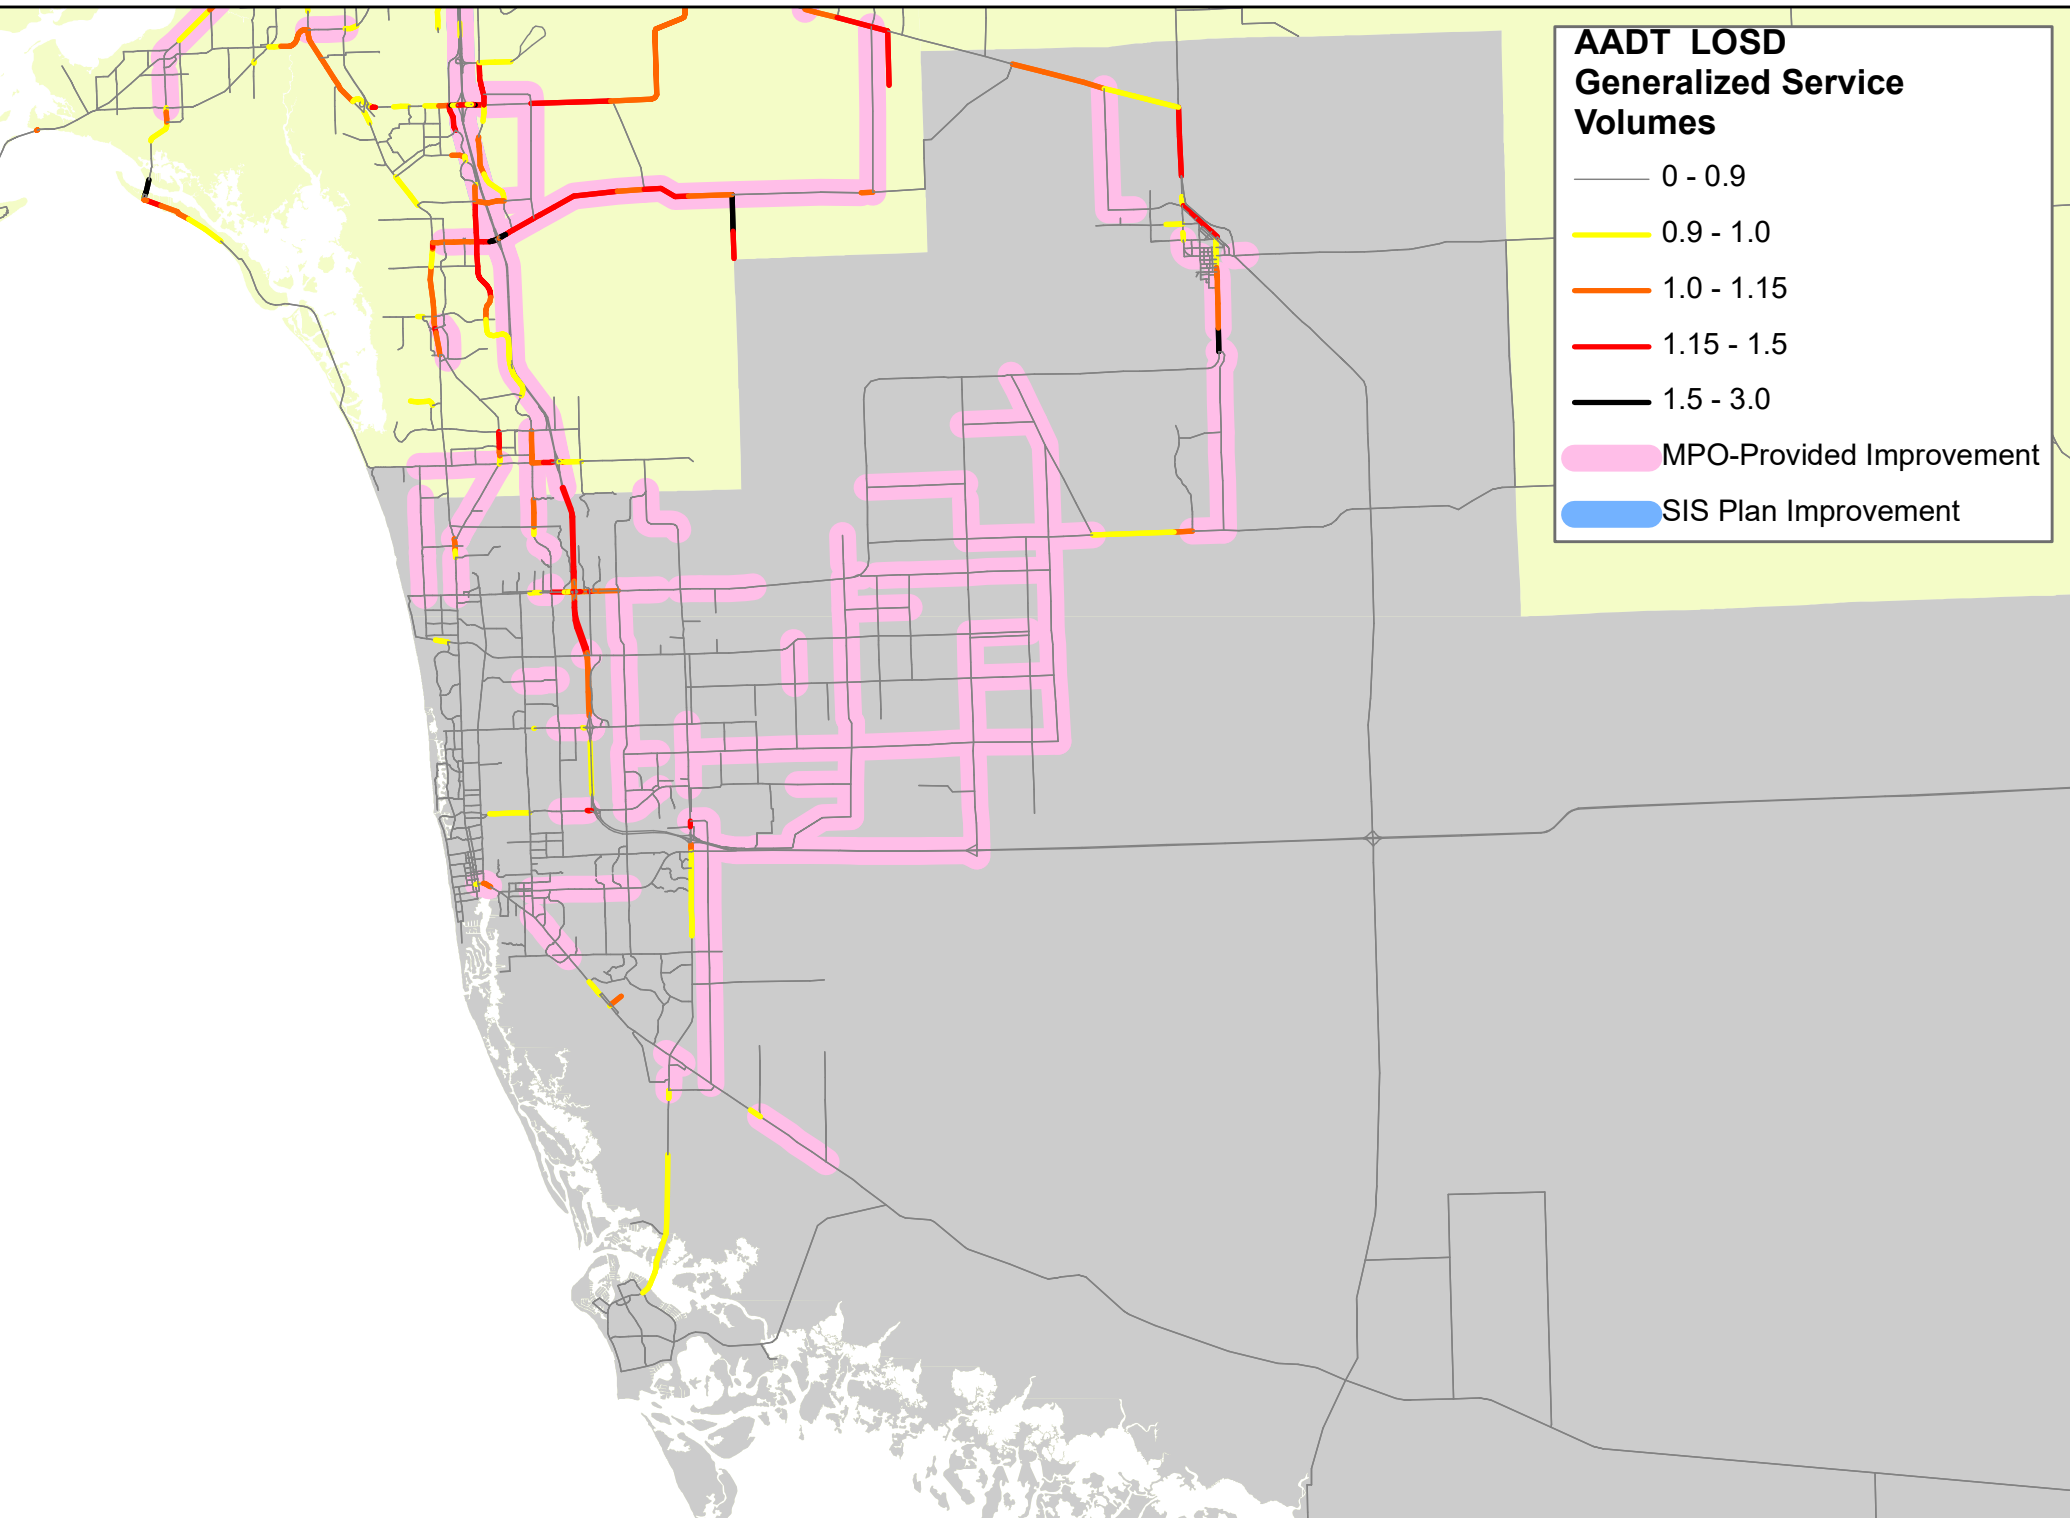 AADT LOSD
Generalized Service
Volumes
0 - 0.9
0.9 - 1.0
1.0 - 1.15
1.15 - 1.5
1.5 - 3.0
MPO-Provided Improvement
SIS Plan Improvement